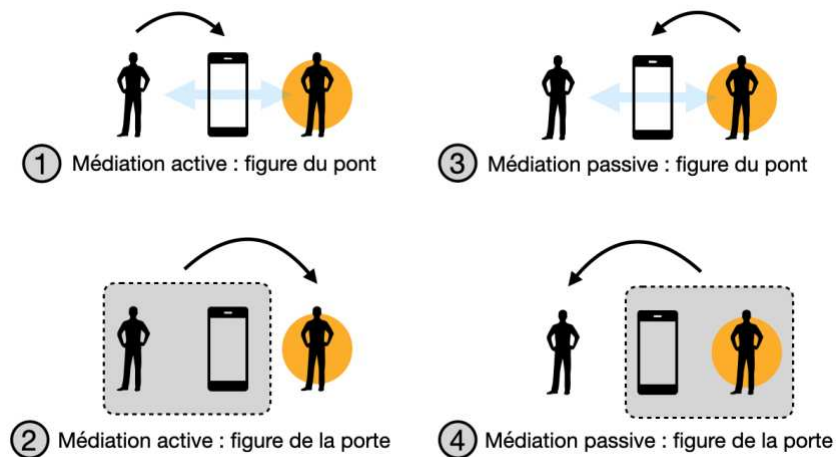 1 Médiation active : figure du pont
3 Médiation passive : figure du pont
2 Médiation active : figure de la porte
4 Médiation passive : figure de la porte